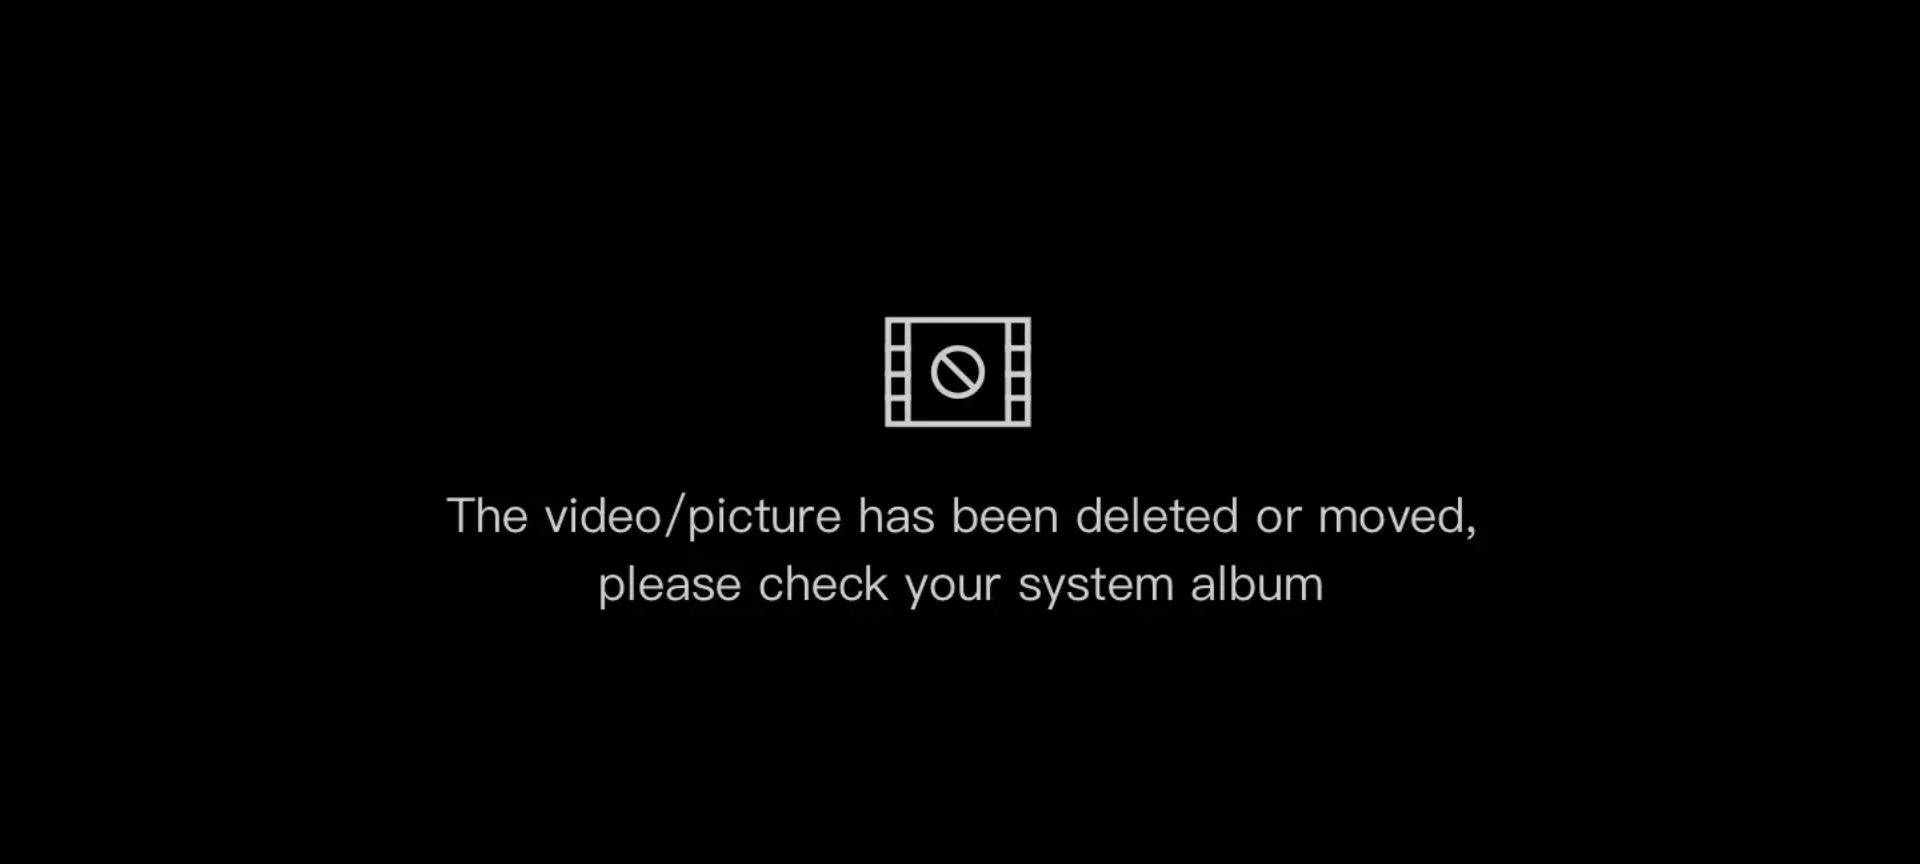 The video/picture has been deleted or moved,
please check your system album